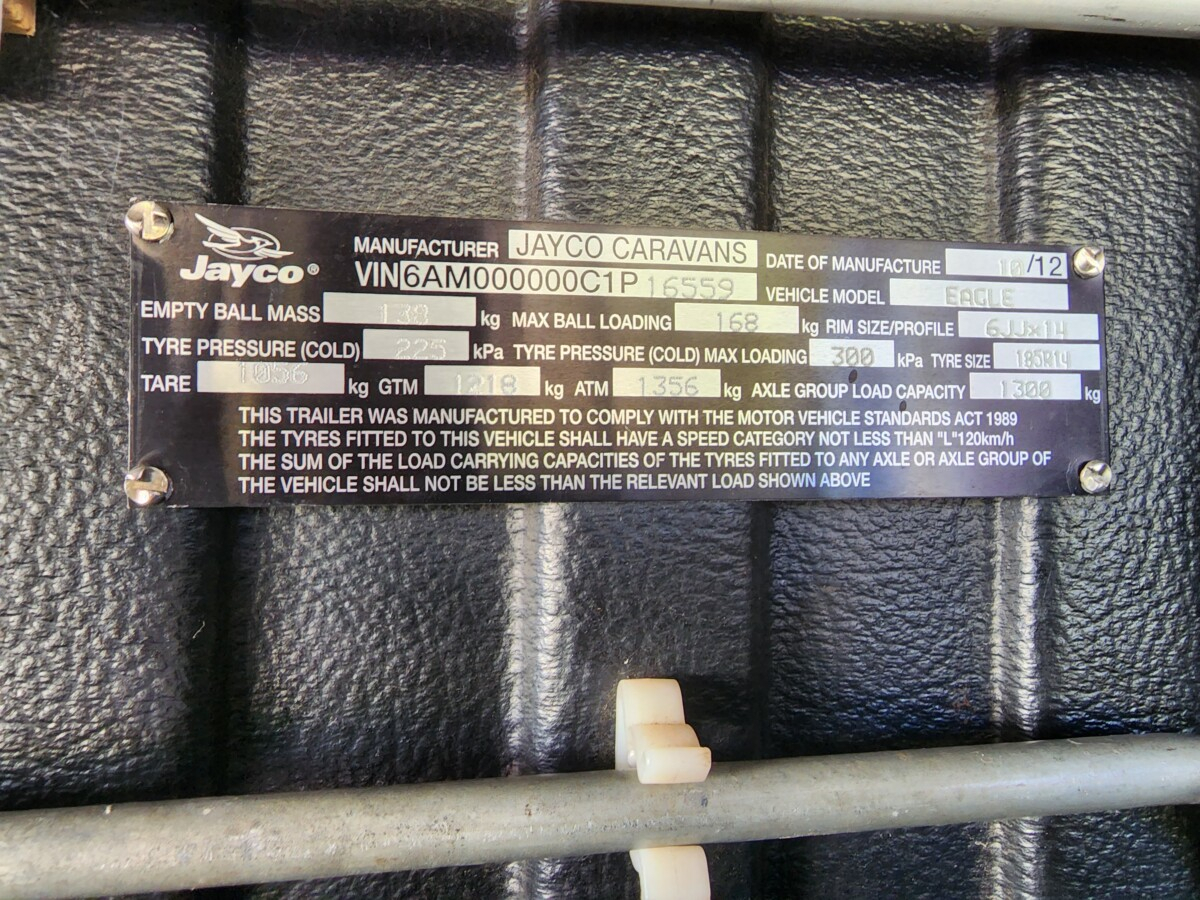 Jayco®
MANUFACTURER JAYCO CARAVANS DATE OF MANUFACTURE 10/12
VIN 6AM000000C1P16559 VEHICLE MODEL EAGLE
EMPTY BALL MASS 138 kg MAX BALL LOADING 168 kg RIM SIZE/PROFILE 6JJx14
TYRE PRESSURE (COLD) 225 kPa TYRE PRESSURE (COLD) MAX LOADING 300 kPa TYRE SIZE 185R14
TARE 1056 kg GTM 1218 kg ATM 1356 kg AXLE GROUP LOAD CAPACITY 1300 kg
THIS TRAILER WAS MANUFACTURED TO COMPLY WITH THE MOTOR VEHICLE STANDARDS ACT 1989
THE TYRES FITTED TO THIS VEHICLE SHALL HAVE A SPEED CATEGORY NOT LESS THAN "L"120km/h
THE SUM OF THE LOAD CARRYING CAPACITIES OF THE TYRES FITTED TO ANY AXLE OR AXLE GROUP OF
THE VEHICLE SHALL NOT BE LESS THAN THE RELEVANT LOAD SHOWN ABOVE